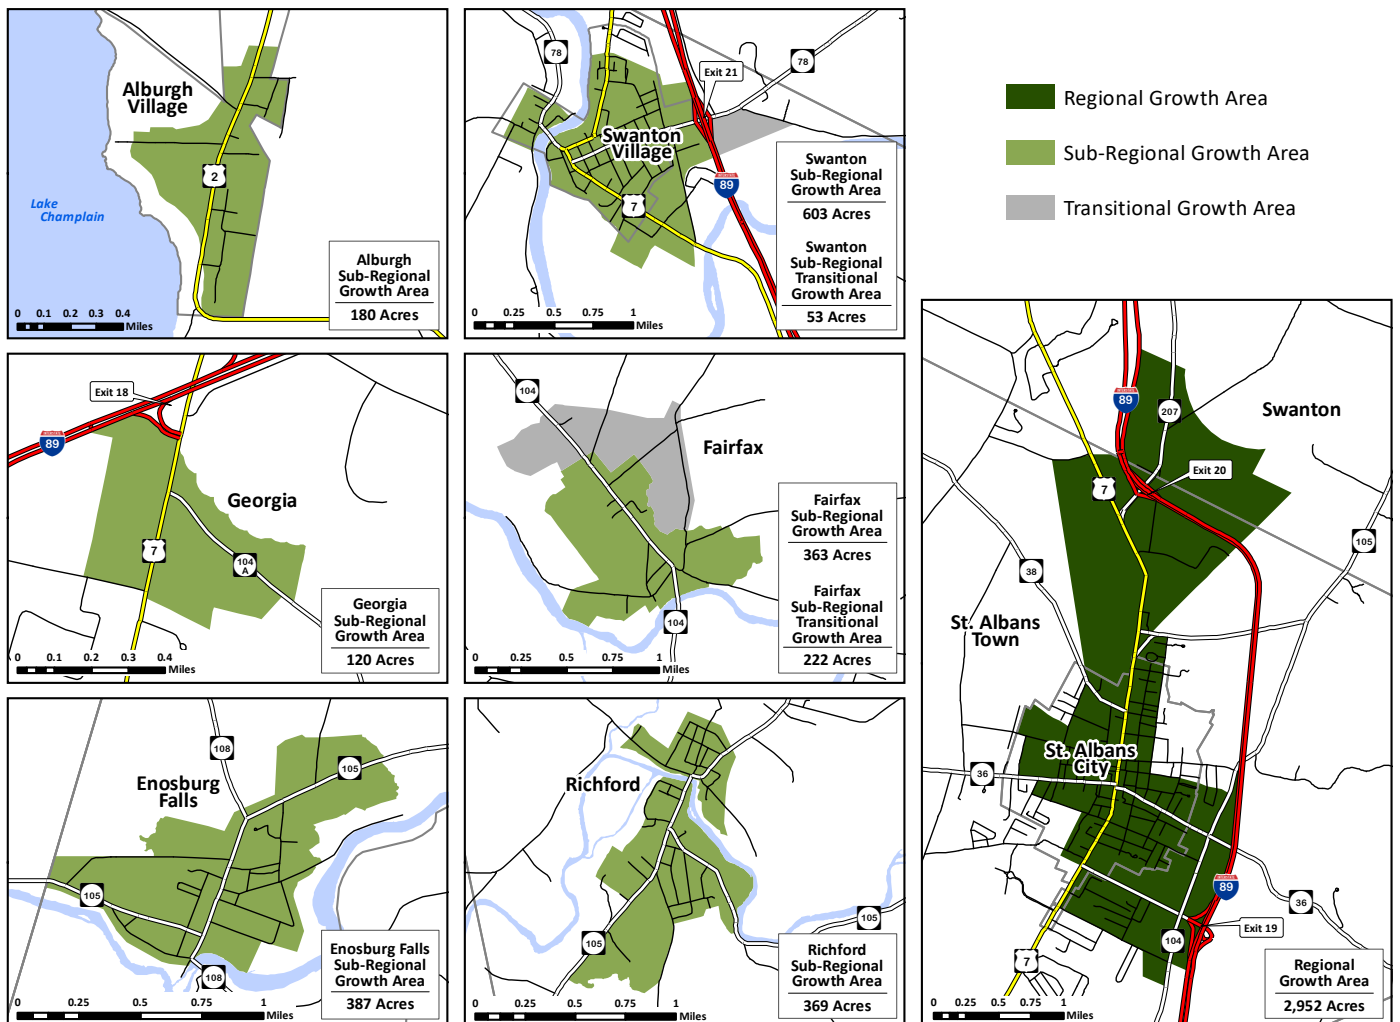 Alburgh
Village
2
Lake
Champlain
Alburgh
Sub-Regional
Growth Area
180 Acres
0 0.1 0.2 0.3 0.4
Miles
78
Exit 21
78
Swanton
Village
89
7
Swanton
Sub-Regional
Growth Area
603 Acres
Swanton
Sub-Regional
Transitional
Growth Area
53 Acres
0 0.25 0.5 0.75 1
Miles
Regional Growth Area
Sub-Regional Growth Area
Transitional Growth Area
Exit 18
89
Georgia
7
104
A
Georgia
Sub-Regional
Growth Area
120 Acres
0 0.1 0.2 0.3 0.4
Miles
104
Fairfax
104
Fairfax
Sub-Regional
Growth Area
363 Acres
Fairfax
Sub-Regional
Transitional
Growth Area
222 Acres
0 0.25 0.5 0.75 1
Miles
108
105
Enosburg
Falls
105
108
Enosburg Falls
Sub-Regional
Growth Area
387 Acres
0 0.25 0.5 0.75 1
Miles
Richford
105
105
Richford
Sub-Regional
Growth Area
369 Acres
0 0.25 0.5 0.75 1
Miles
89
207
Swanton
Exit 20
7
105
38
St. Albans
Town
St. Albans
City
36
89
36
Exit 19
104
7
Regional
Growth Area
2,952 Acres
0 0.25 0.5 0.75 1
Miles